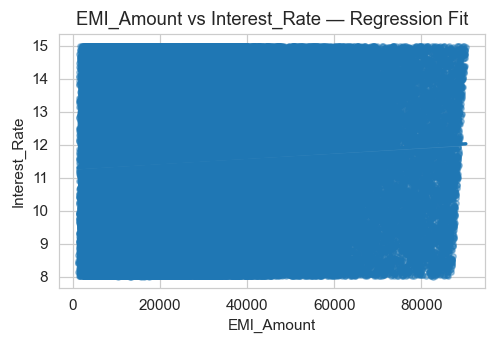 EMI_Amount vs Interest_Rate — Regression Fit
15
14
13
12
11
10
9
8
Interest_Rate
0 20000 40000 60000 80000
EMI_Amount